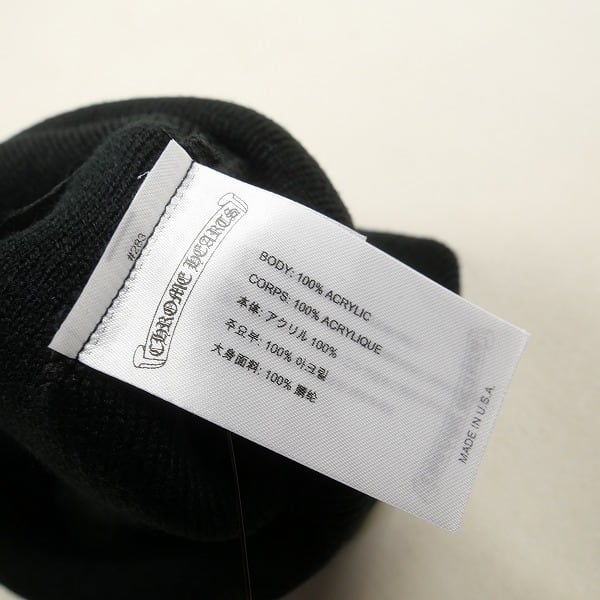 #283
CHROME HEARTS
BODY: 100% ACRYLIC
CORPS: 100% ACRYLIQUE
本体: アクリル 100%
주요부: 100% 아크릴
大身面料: 100% 腈纶
MADE IN U.S.A.